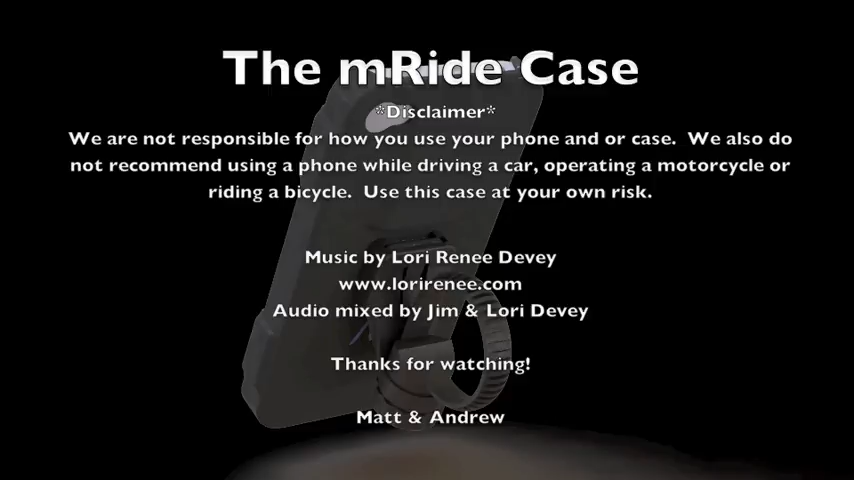 The mRide Case
*Disclaimer*
We are not responsible for how you use your phone and or case.  We also do
not recommend using a phone while driving a car, operating a motorcycle or
riding a bicycle.  Use this case at your own risk.
Music by Lori Renee Devey
www.lorirenee.com
Audio mixed by Jim & Lori Devey
Thanks for watching!
Matt & Andrew